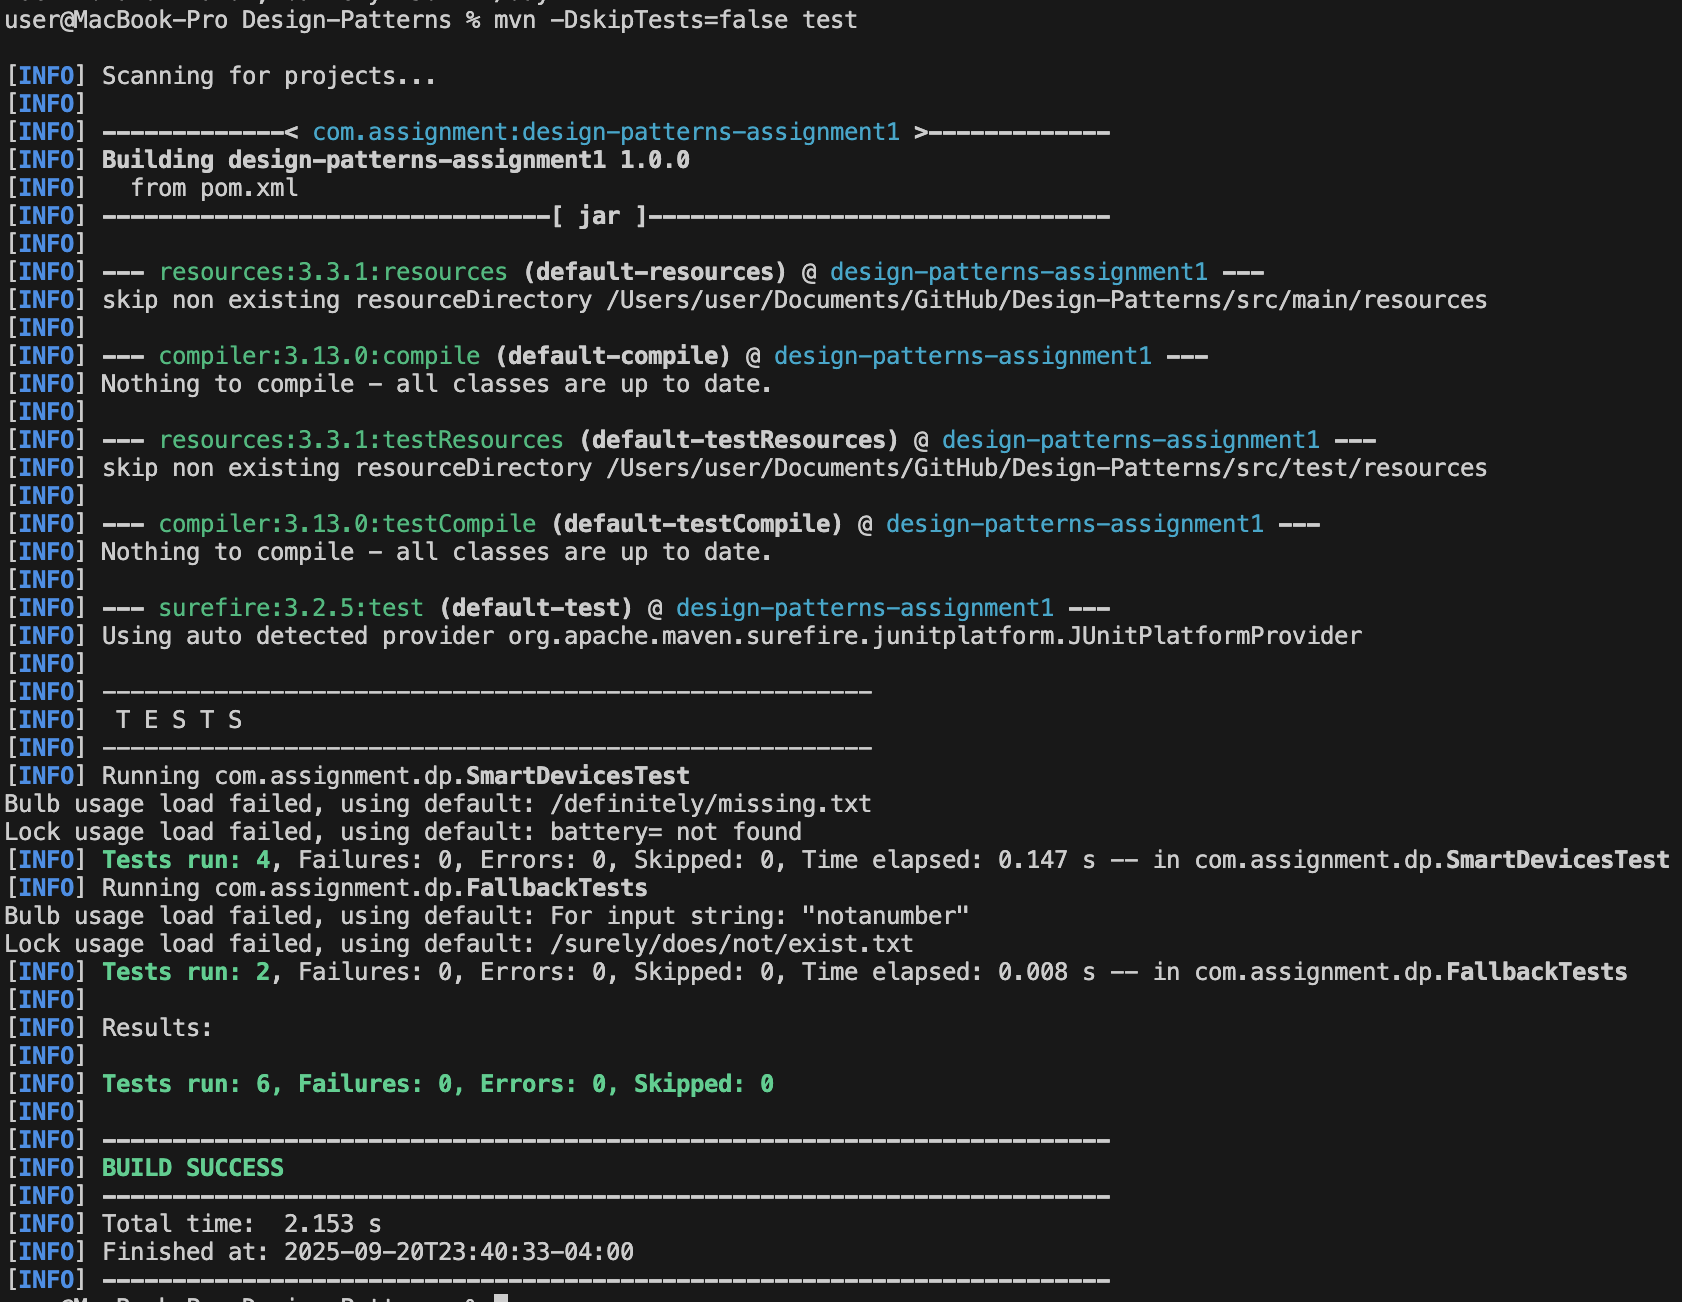 user@MacBook-Pro Design-Patterns % mvn -DskipTests=false test
[INFO] Scanning for projects...
[INFO]
[INFO] -------------< com.assignment:design-patterns-assignment1 >-------------
[INFO] Building design-patterns-assignment1 1.0.0
[INFO]   from pom.xml
[INFO] --------------------------------[ jar ]---------------------------------
[INFO]
[INFO] --- resources:3.3.1:resources (default-resources) @ design-patterns-assignment1 ---
[INFO] skip non existing resourceDirectory /Users/user/Documents/GitHub/Design-Patterns/src/main/resources
[INFO]
[INFO] --- compiler:3.13.0:compile (default-compile) @ design-patterns-assignment1 ---
[INFO] Nothing to compile - all classes are up to date.
[INFO]
[INFO] --- resources:3.3.1:testResources (default-testResources) @ design-patterns-assignment1 ---
[INFO] skip non existing resourceDirectory /Users/user/Documents/GitHub/Design-Patterns/src/test/resources
[INFO]
[INFO] --- compiler:3.13.0:testCompile (default-testCompile) @ design-patterns-assignment1 ---
[INFO] Nothing to compile - all classes are up to date.
[INFO]
[INFO] --- surefire:3.2.5:test (default-test) @ design-patterns-assignment1 ---
[INFO] Using auto detected provider org.apache.maven.surefire.junitplatform.JUnitPlatformProvider
[INFO]
[INFO] -------------------------------------------------------
[INFO]  T E S T S
[INFO] -------------------------------------------------------
[INFO] Running com.assignment.dp.SmartDevicesTest
Bulb usage load failed, using default: /definitely/missing.txt
Lock usage load failed, using default: battery= not found
[INFO] Tests run: 4, Failures: 0, Errors: 0, Skipped: 0, Time elapsed: 0.147 s -- in com.assignment.dp.SmartDevicesTest
[INFO] Running com.assignment.dp.FallbackTests
Bulb usage load failed, using default: For input string: "notanumber"
Lock usage load failed, using default: /surely/does/not/exist.txt
[INFO] Tests run: 2, Failures: 0, Errors: 0, Skipped: 0, Time elapsed: 0.008 s -- in com.assignment.dp.FallbackTests
[INFO]
[INFO] Results:
[INFO]
[INFO] Tests run: 6, Failures: 0, Errors: 0, Skipped: 0
[INFO]
[INFO] ------------------------------------------------------------------------
[INFO] BUILD SUCCESS
[INFO] ------------------------------------------------------------------------
[INFO] Total time:  2.153 s
[INFO] Finished at: 2025-09-20T23:40:33-04:00
[INFO] ------------------------------------------------------------------------